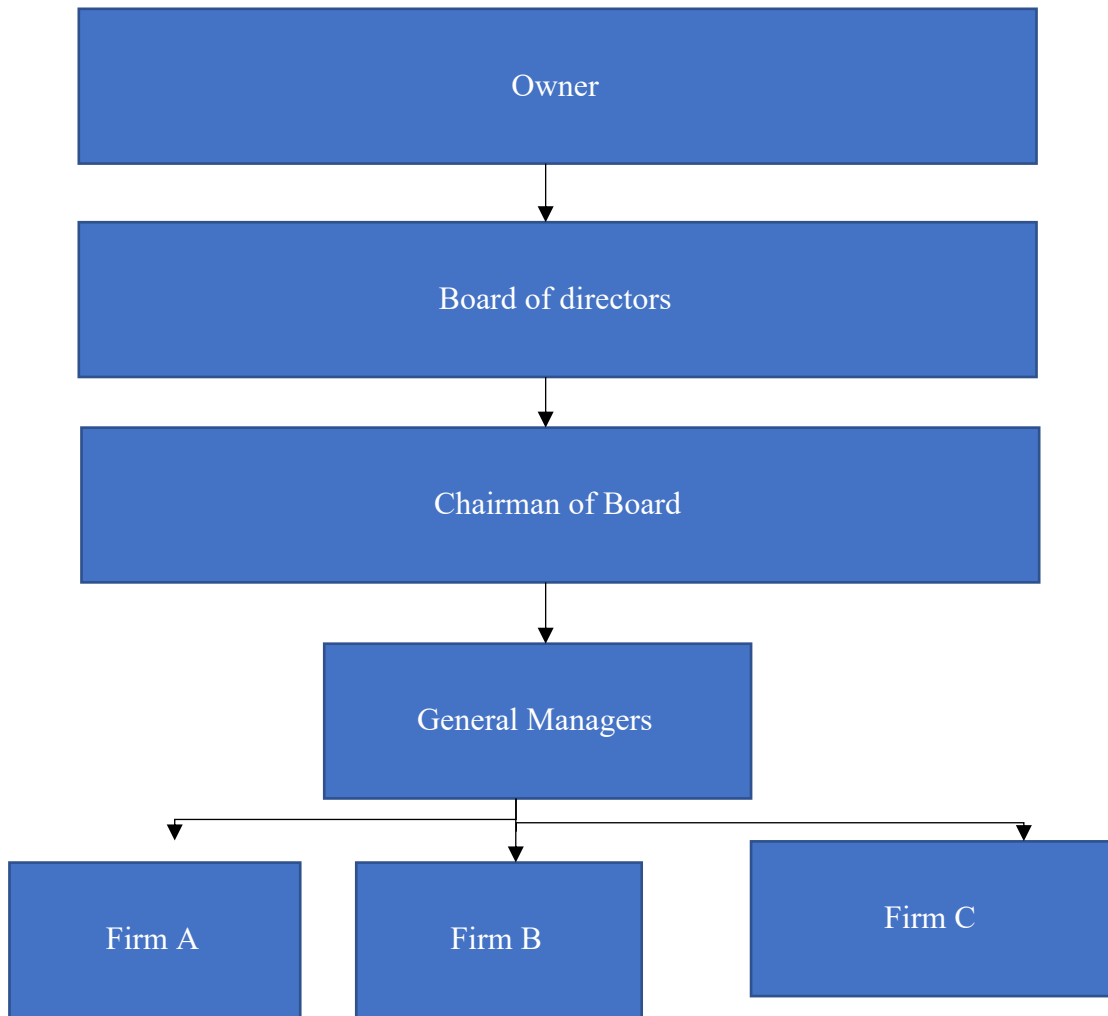 Owner
Board of directors
Chairman of Board
General Managers
Firm A
Firm B
Firm C